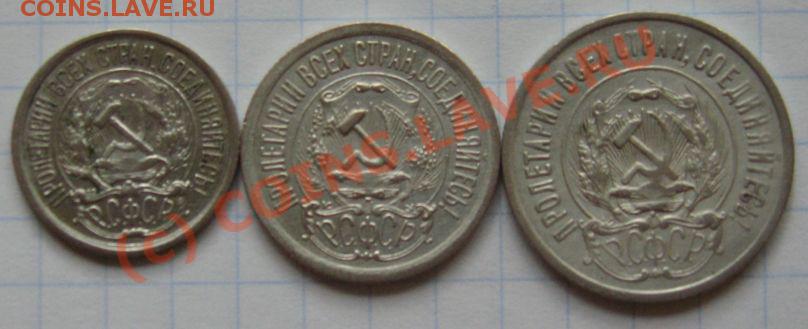 COINS.LAVE.RU
ПРОЛЕТАРИИ ВСЕХ СТРАН, СОЕДИНЯЙТЕСЬ!
РСФСР
ПРОЛЕТАРИИ ВСЕХ СТРАН, СОЕДИНЯЙТЕСЬ!
РСФСР
ПРОЛЕТАРИИ ВСЕХ СТРАН, СОЕДИНЯЙТЕСЬ!
РСФСР
(c) COINS.LAVE.RU